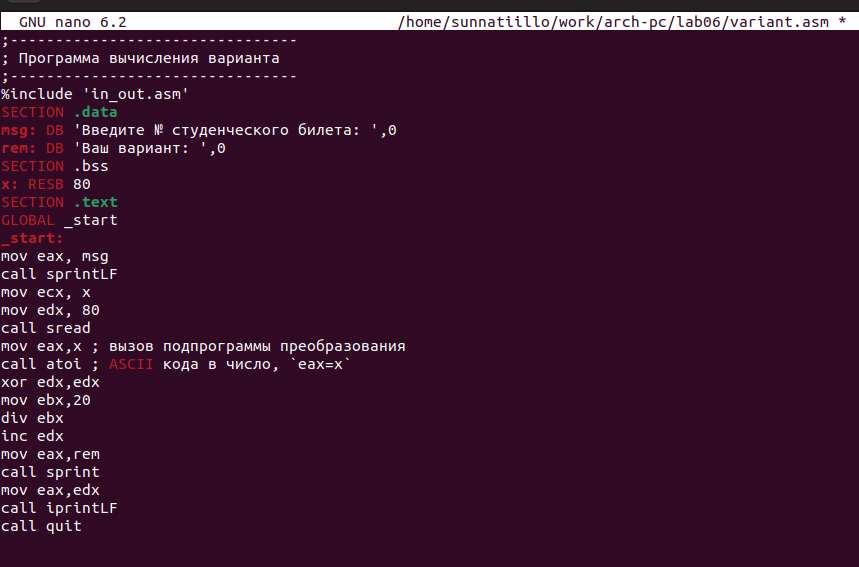 GNU nano 6.2 /home/sunnatiillo/work/arch-pc/lab06/variant.asm *
;--------------------------------
; Программа вычисления варианта
;--------------------------------
%include 'in_out.asm'
SECTION .data
msg: DB 'Введите № студенческого билета: ',0
rem: DB 'Ваш вариант: ',0
SECTION .bss
x: RESB 80
SECTION .text
GLOBAL _start
_start:
mov eax, msg
call sprintLF
mov ecx, x
mov edx, 80
call sread
mov eax,x ; вызов подпрограммы преобразования
call atoi ; ASCII кода в число, `eax=x`
xor edx,edx
mov ebx,20
div ebx
inc edx
mov eax,rem
call sprint
mov eax,edx
call iprintLF
call quit